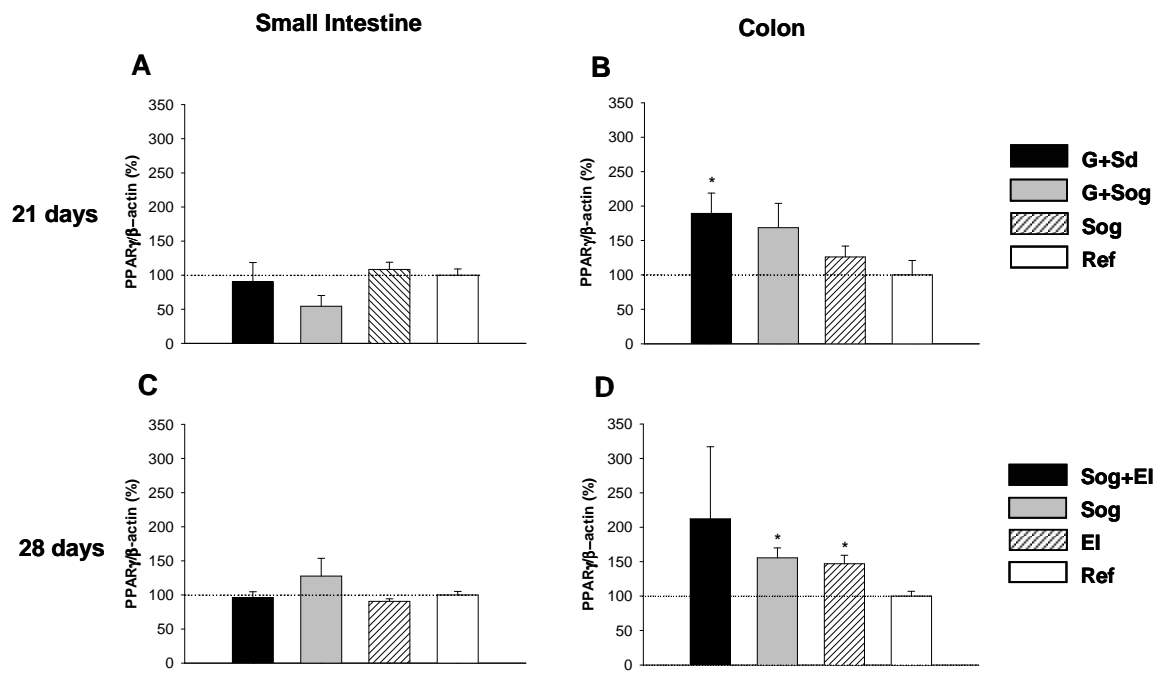 Small Intestine
Colon
A
B
350
300
250
200
150
100
50
0
PPARγ/β–actin (%)
350
300
250
200
150
100
50
0
PPARγ/β-actin (%)
*
G+Sd
G+Sog
Sog
Ref
21 days
C
D
350
300
250
200
150
100
50
0
PPARγ/β-actin (%)
350
300
250
200
150
100
50
0
PPARγ/β–actin (%)
* *
Sog+EI
Sog
EI
Ref
28 days